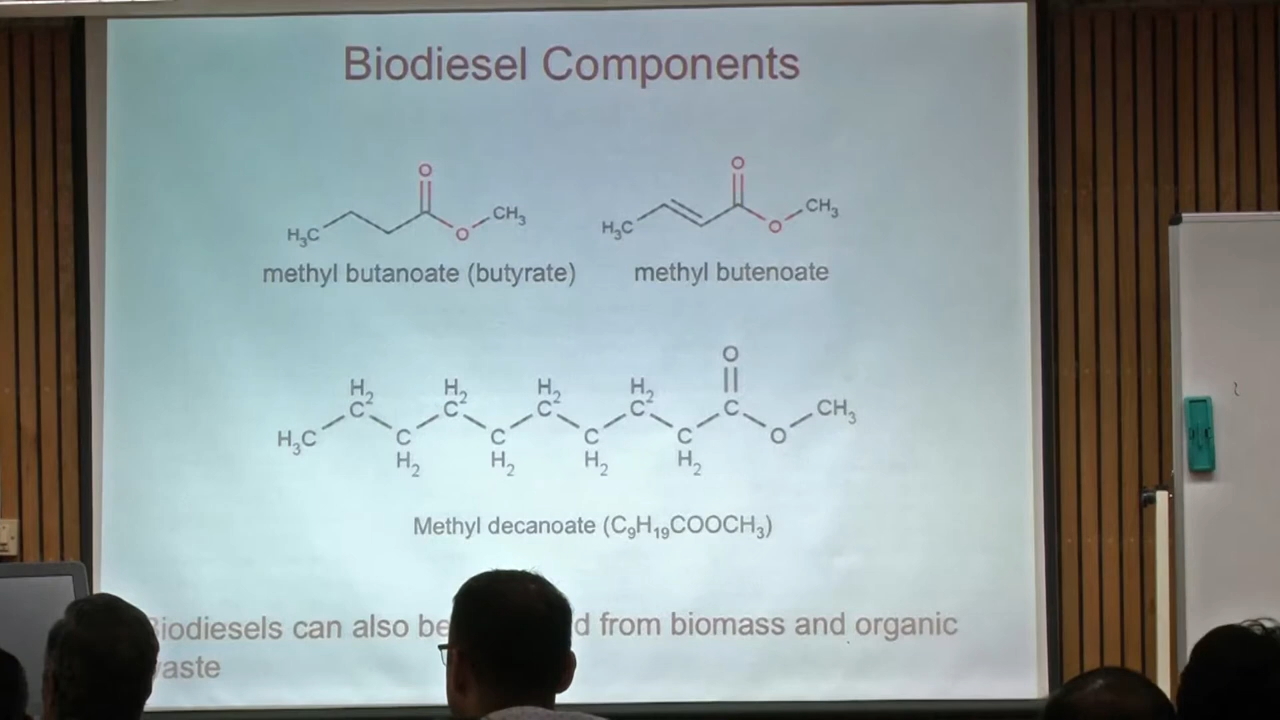 Biodiesel Components
O
H₃C O CH₃
methyl butanoate (butyrate)
O
H₃C O CH₃
methyl butenoate
O
H₂ H₂ H₂ H₂
C C C C C CH₃
H₃C C C C C O
H₂ H₂ H₂ H₂
Methyl decanoate (C₉H₁₉COOCH₃)
iodiesels can also be d from biomass and organic
aste